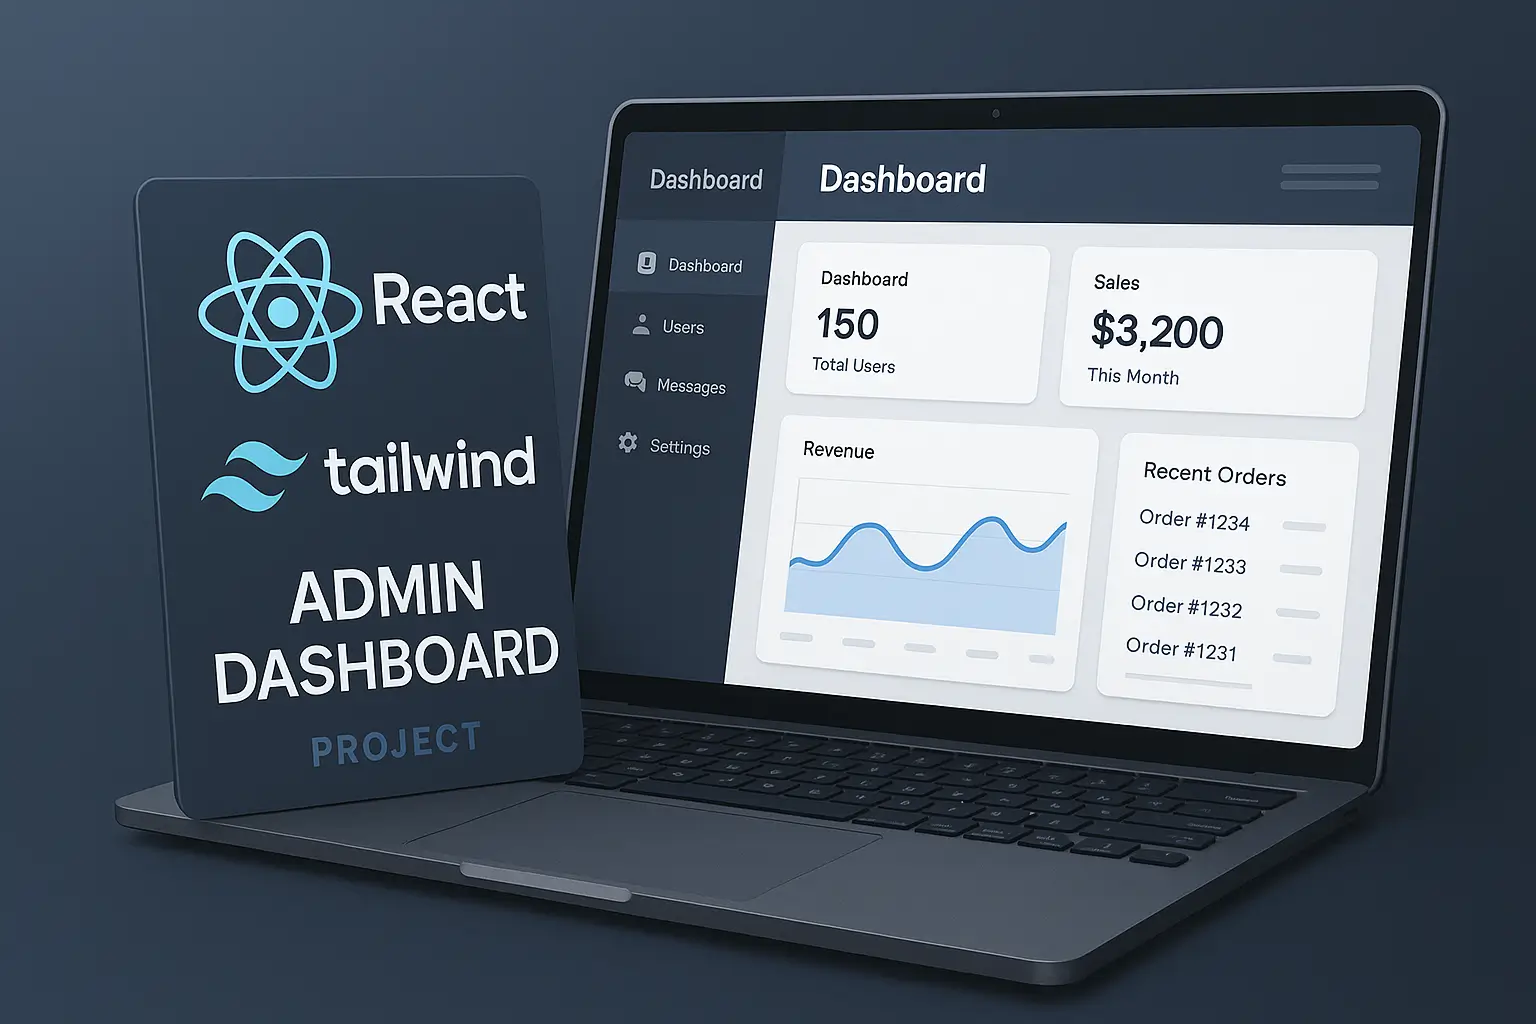 React
tailwind
ADMIN
DASHBOARD
PROJECT
Dashboard
Dashboard
Dashboard
Users
Messages
Settings
Dashboard
150
Total Users
Sales
$3,200
This Month
Revenue
Recent Orders
Order #1234
Order #1233
Order #1232
Order #1231